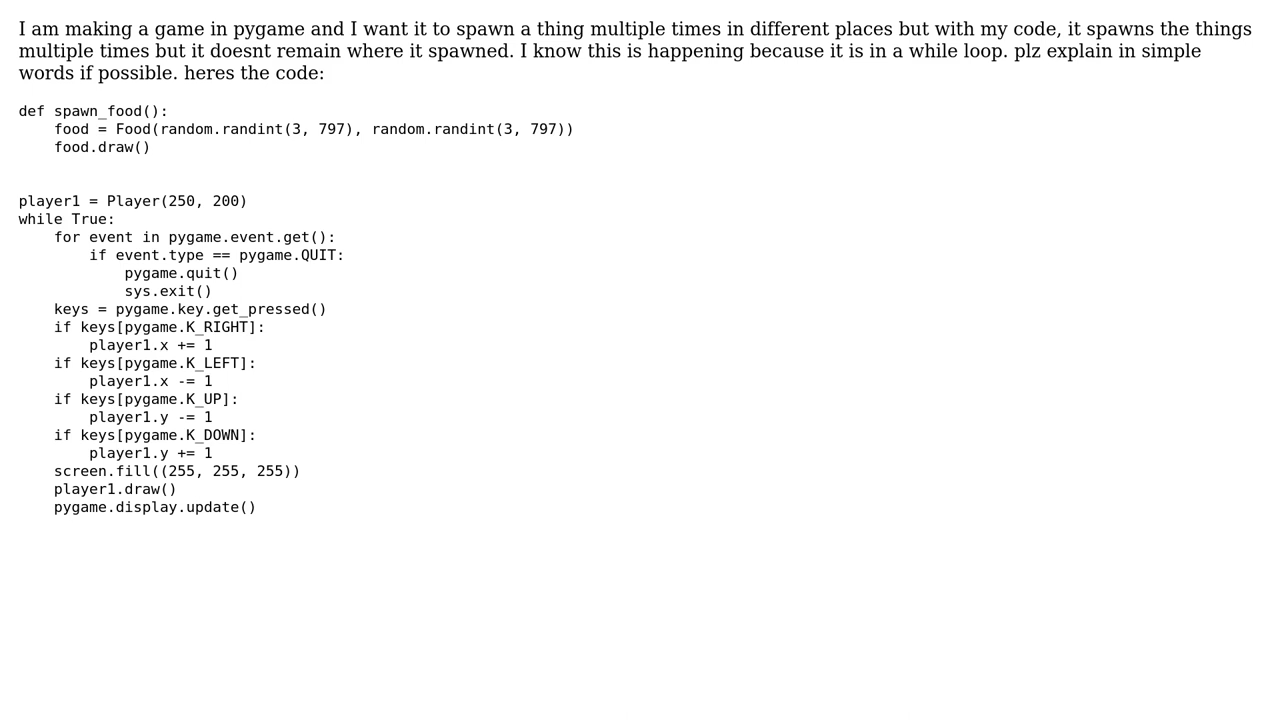 I am making a game in pygame and I want it to spawn a thing multiple times in different places but with my code, it spawns the things
multiple times but it doesnt remain where it spawned. I know this is happening because it is in a while loop. plz explain in simple
words if possible. heres the code:
def spawn_food():
    food = Food(random.randint(3, 797), random.randint(3, 797))
    food.draw()
player1 = Player(250, 200)
while True:
    for event in pygame.event.get():
        if event.type == pygame.QUIT:
            pygame.quit()
            sys.exit()
    keys = pygame.key.get_pressed()
    if keys[pygame.K_RIGHT]:
        player1.x += 1
    if keys[pygame.K_LEFT]:
        player1.x -= 1
    if keys[pygame.K_UP]:
        player1.y -= 1
    if keys[pygame.K_DOWN]:
        player1.y += 1
    screen.fill((255, 255, 255))
    player1.draw()
    pygame.display.update()